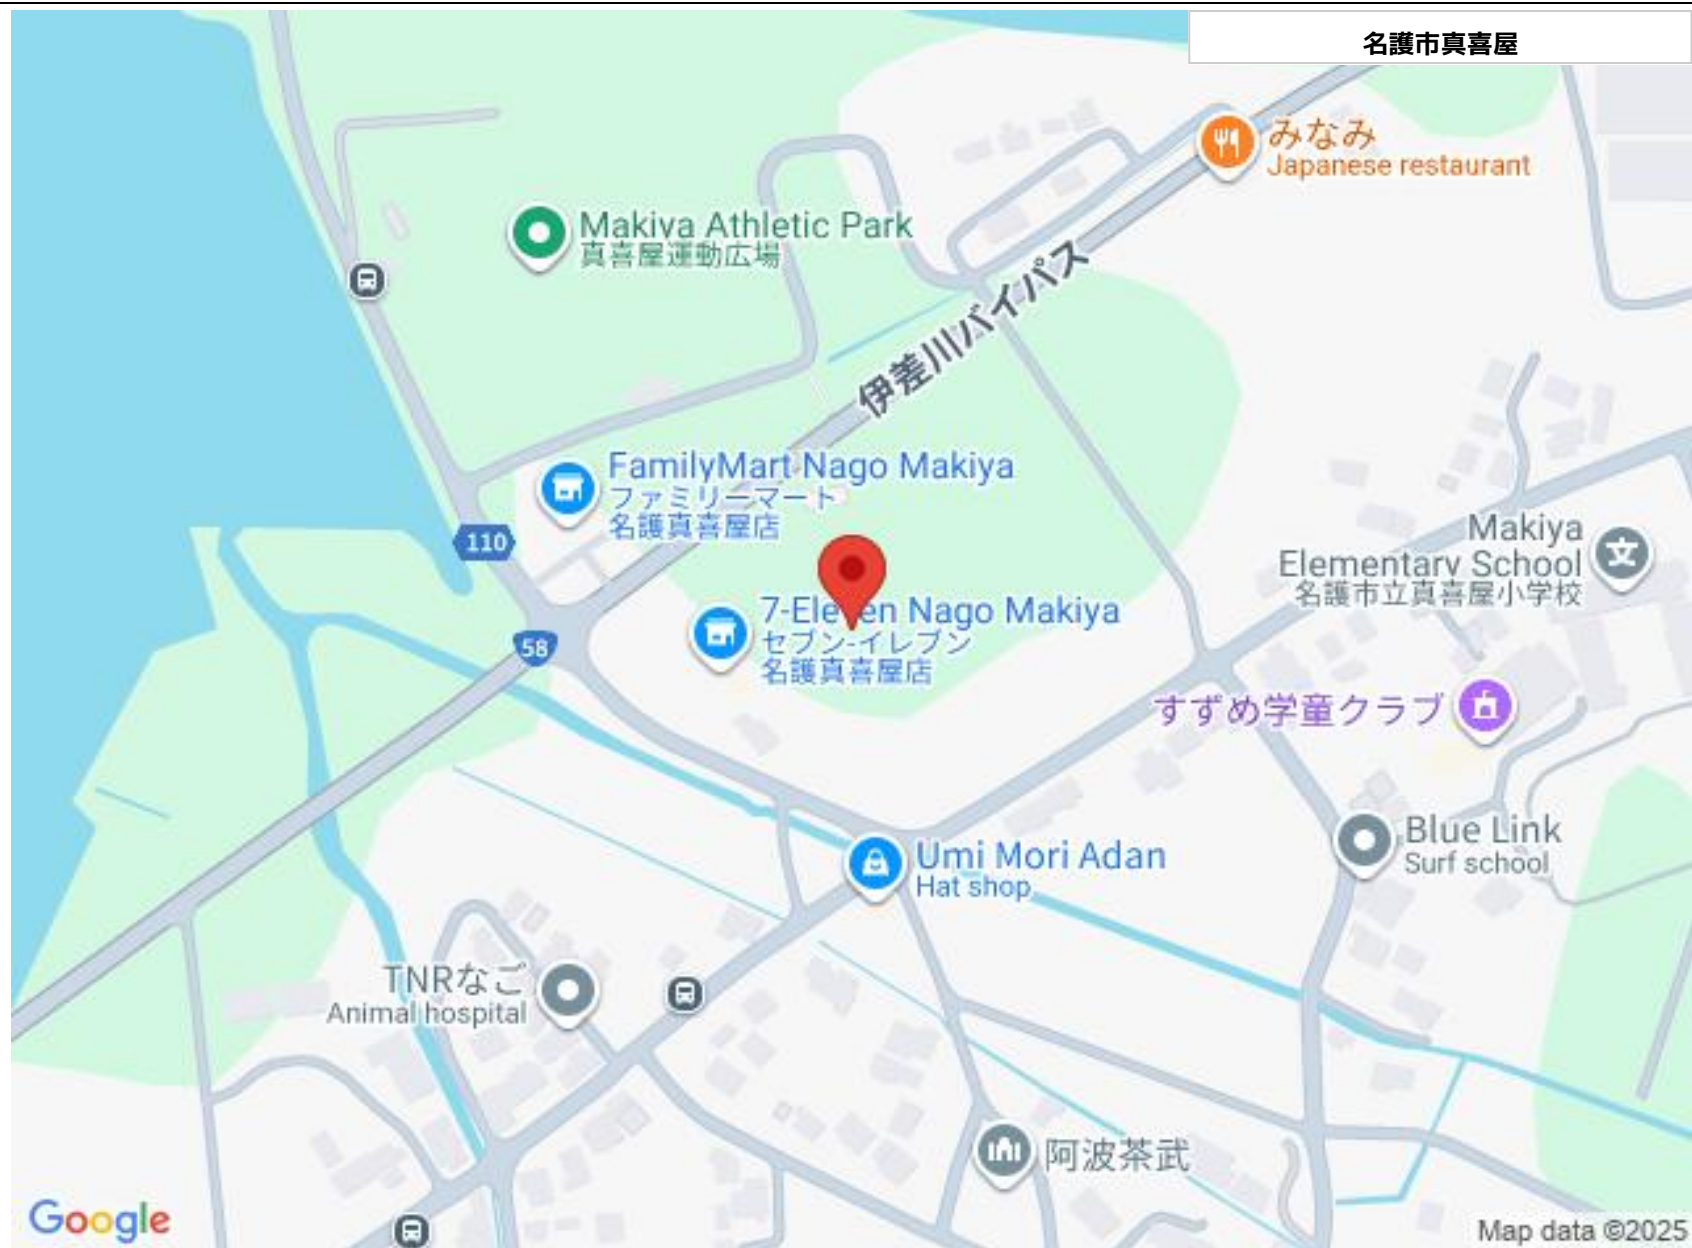 名護市真喜屋
みなみ
Japanese restaurant
Makiya Athletic Park
真喜屋運動広場
伊差川バイパス
FamilyMart Nago Makiya
ファミリーマート
名護真喜屋店
110
Makiya
Elementary School
名護市立真喜屋小学校
7-Eleven Nago Makiya
セブン-イレブン
名護真喜屋店
58
すずめ学童クラブ
Blue Link
Surf school
Umi Mori Adan
Hat shop
TNRなご
Animal hospital
阿波茶武
Google
Map data ©2025
文